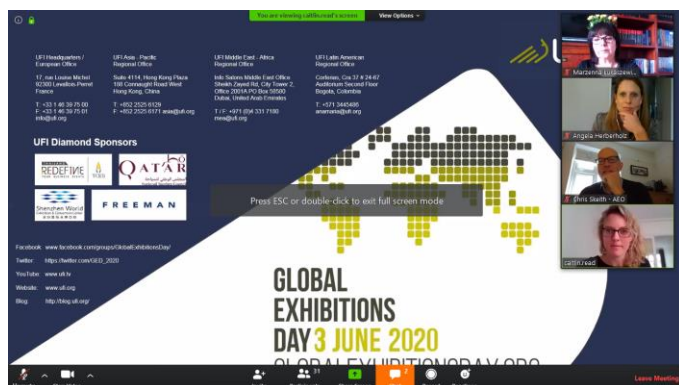 You are viewing caitlin.read's screen
View Options
UFI Headquarters /
European Office
17, rue Louise Michel
92300 Levallois-Perret
France
T: +33 1 46 39 75 00
F: +33 1 46 39 75 01
info@ufi.org
UFI Asia - Pacific
Regional Office
Suite 4114, Hong Kong Plaza
188 Connaught Road West
Hong Kong, China
T: +852 2525 6129
F: +852 2525 6171 asia@ufi.org
UFI Middle East - Africa
Regional Office
Info Salons Middle East Office
Sheikh Zayed Rd, City Tower 2,
Office 2001A PO Box 58580
Dubai, United Arab Emirates
T / F: +971 (0)4 331 7180
mea@ufi.org
UFI Latin American
Regional Office
Corferias, Cra 37 # 24-67
Auditorium Second Floor
Bogota, Colombia
T: +571 3445486
anamaria@ufi.org
UFI Diamond Sponsors
REDEFINE
QATAR
Shenzhen World
FREEMAN
Press ESC or double-click to exit full screen mode
Facebook: www.facebook.com/groups/GlobalExhibitionsDay/
Twitter: https://twitter.com/GED_2020
YouTube: www.ufi.tv
Website: www.ufi.org
Blog: http://blog.ufi.org/
GLOBAL
EXHIBITIONS
DAY 3 JUNE 2020
GLOBALEXHIBITIONSDAY.ORG
Angela Herberholz
Chris Skeith - AEO
caitlin.read
31
2
Leave Meeting